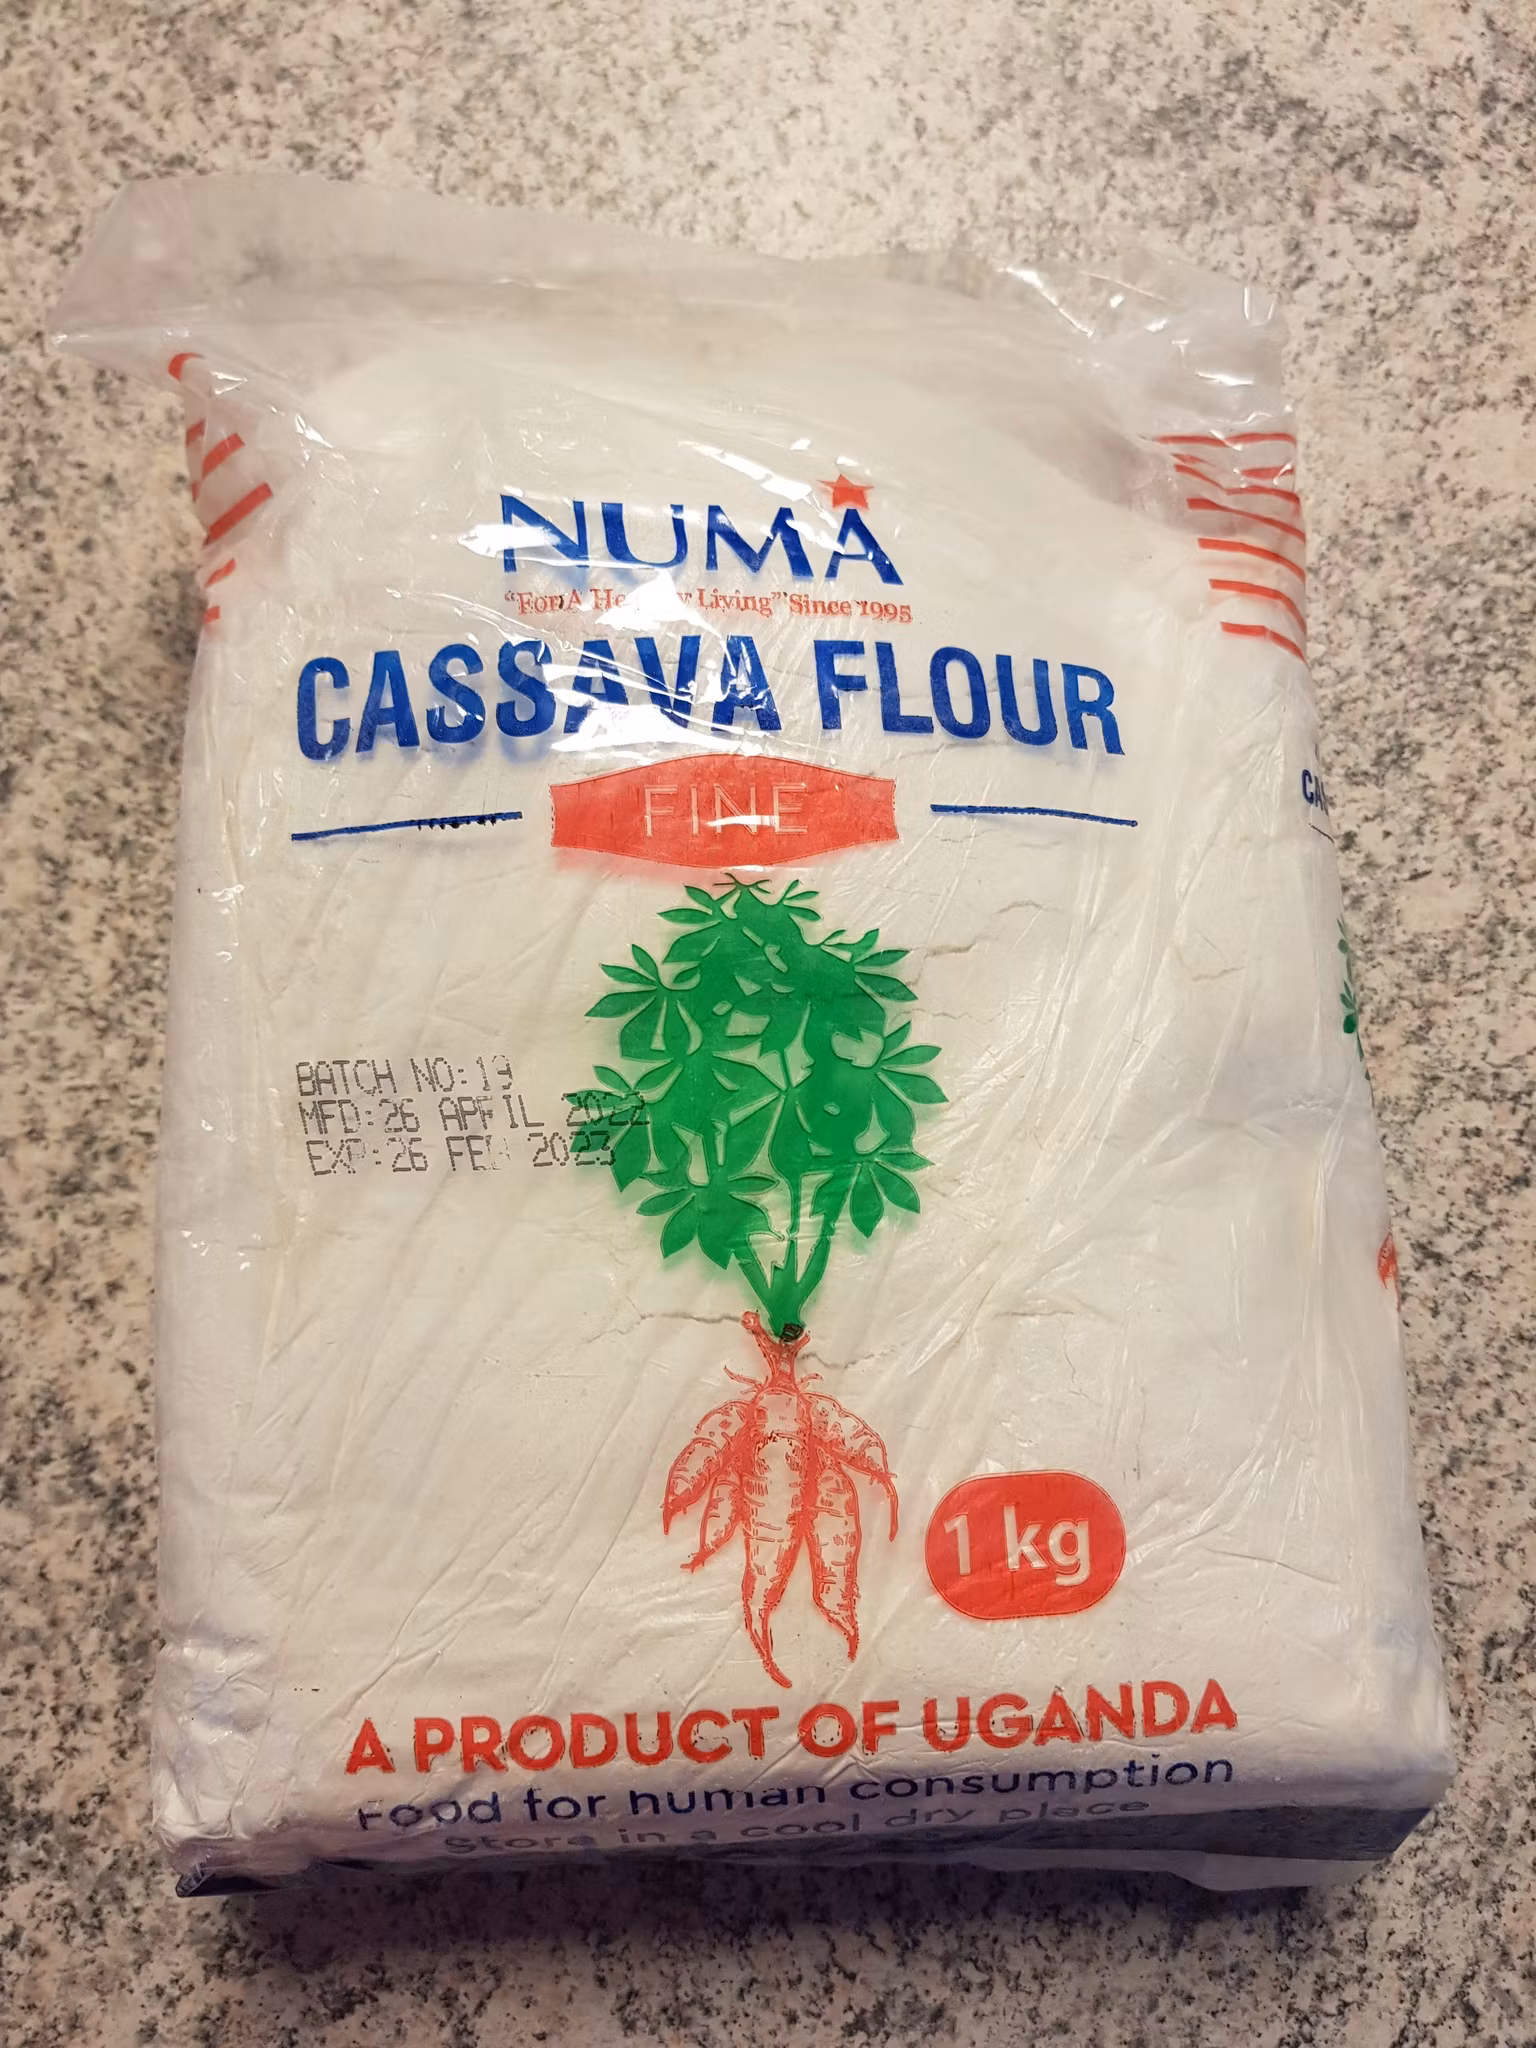 NUMA
"For A Healthy Living" Since 1995
CASSAVA FLOUR
FINE
BATCH NO:19
MFD:26 APRIL 2022
EXP:26 FEB 2023
1 kg
A PRODUCT OF UGANDA
Food for human consumption
Store in a cool dry place